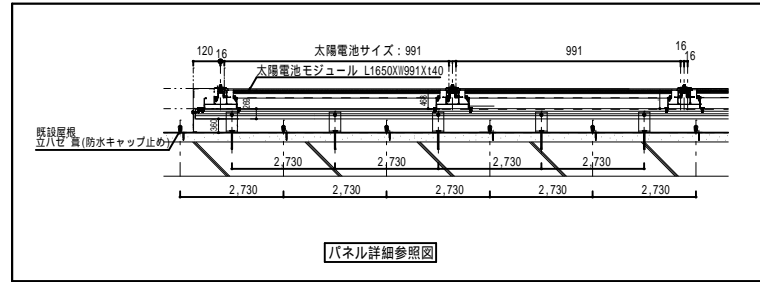 120 16 太陽電池サイズ：991 991 16
16
太陽電池モジュール L1650XW991Xt40
既設屋根
立ハゼ 葺(防水キャップ止め)
360
2,730 2,730 2,730 2,730
2,730 2,730 2,730 2,730 2,730
パネル詳細参照図